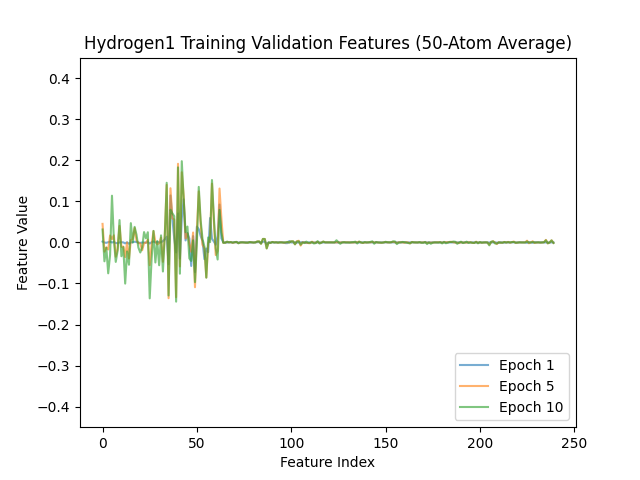 Hydrogen1 Training Validation Features (50-Atom Average)
Feature Value
0.4
0.3
0.2
0.1
0.0
−0.1
−0.2
−0.3
−0.4
Epoch 1
Epoch 5
Epoch 10
0
50
100
150
200
250
Feature Index